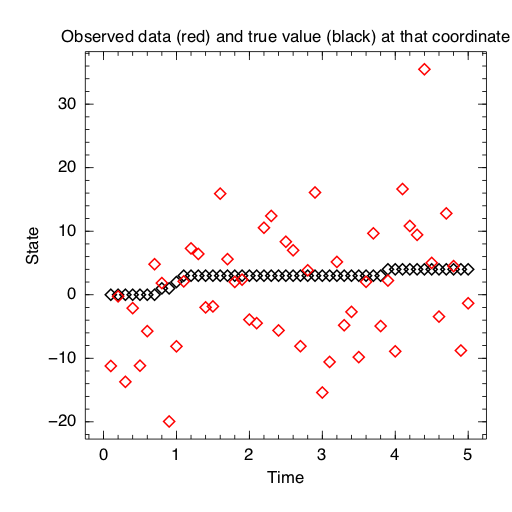 Observed data (red) and true value (black) at that coordinate
30
20
10
0
−10
−20
State
0 1 2 3 4 5
Time